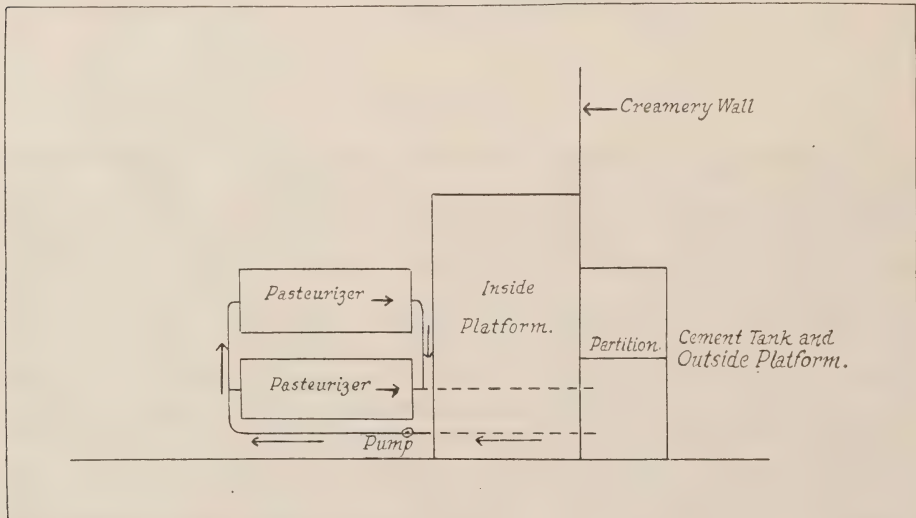 Creamery Wall
Pasteurizer
Inside
Platform.
Partition
Cement Tank and
Outside Platform.
Pasteurizer
Pump